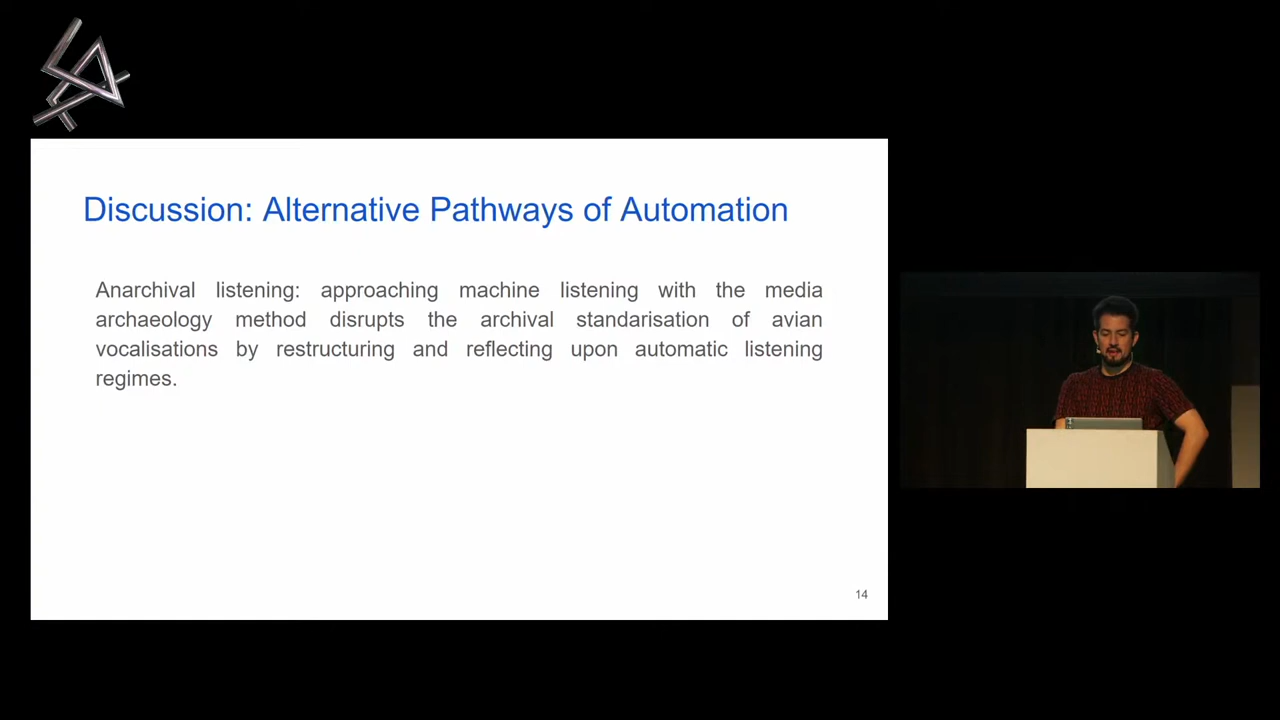 Discussion: Alternative Pathways of Automation
Anarchival listening: approaching machine listening with the media
archaeology method disrupts the archival standarisation of avian
vocalisations by restructuring and reflecting upon automatic listening
regimes.
14